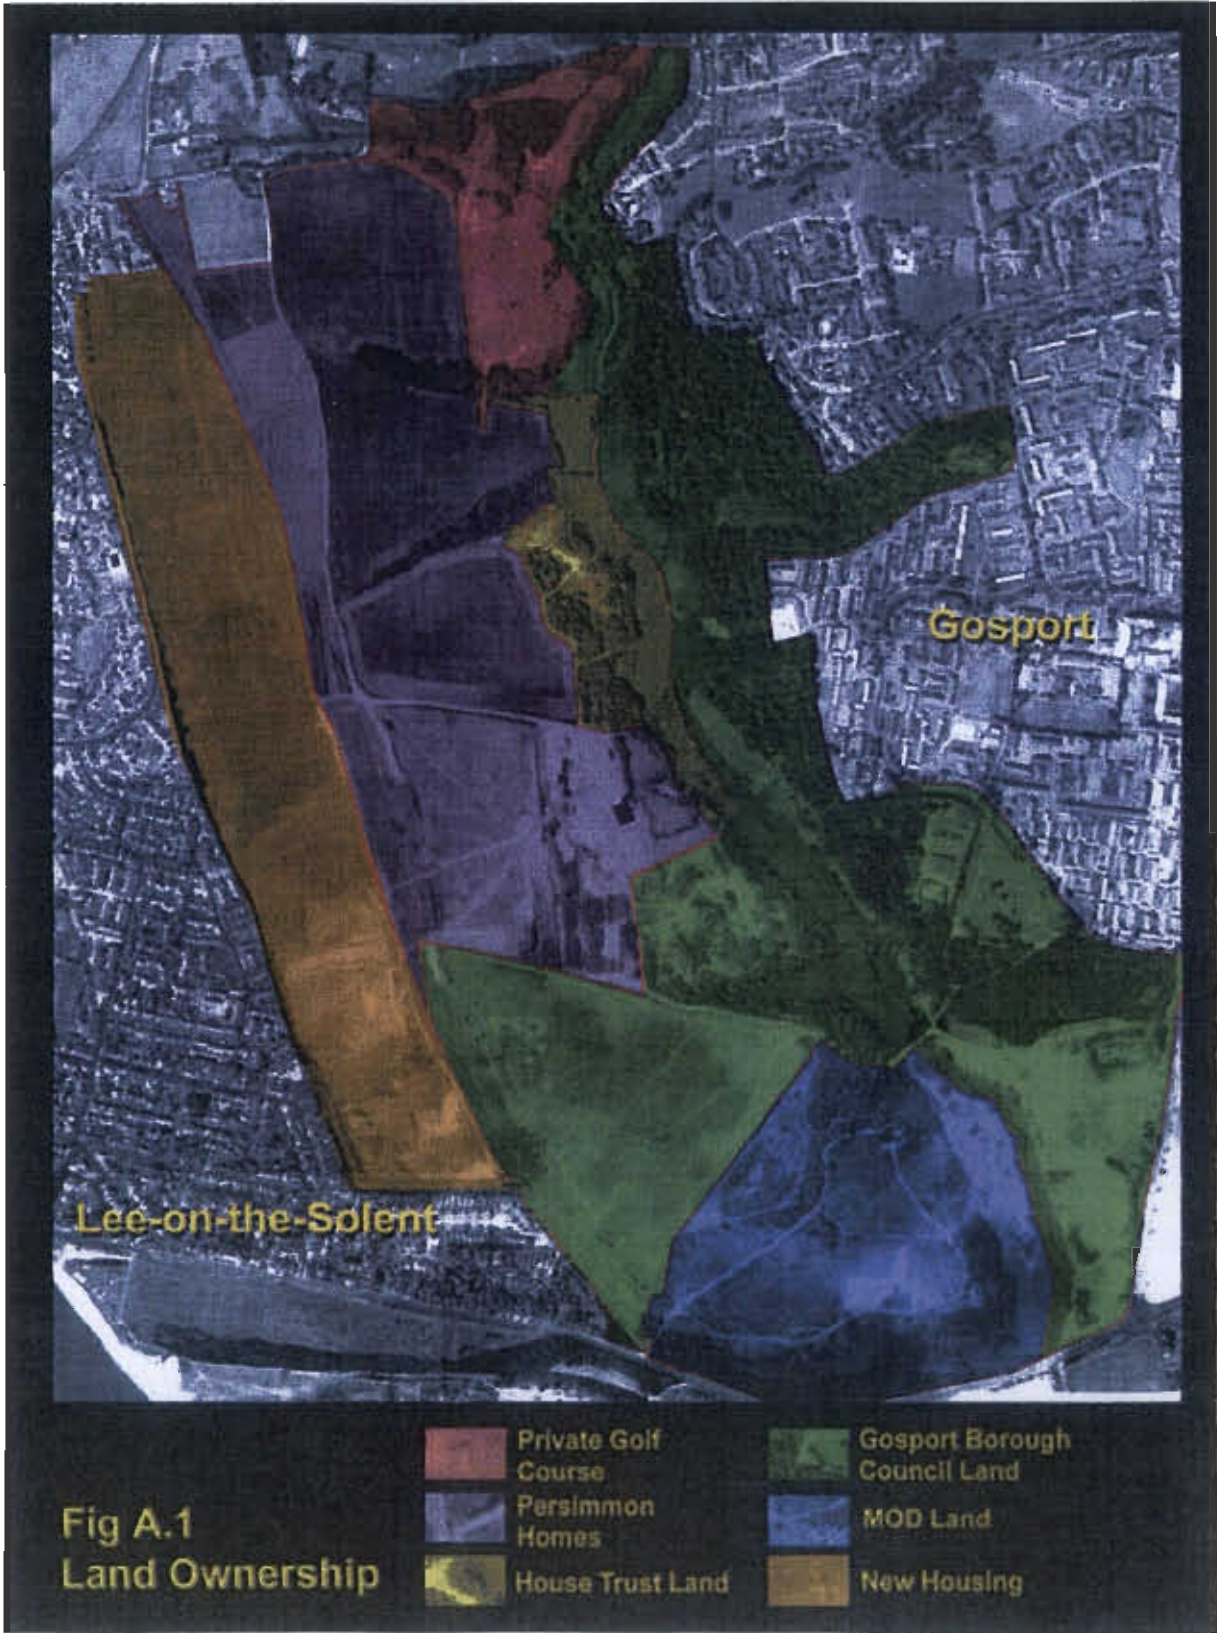 Gosport
Lee-on-the-Solent
Fig A.1
Land Ownership
Private Golf
Course
Persimmon
Homes
House Trust Land
Gosport Borough
Council Land
MOD Land
New Housing